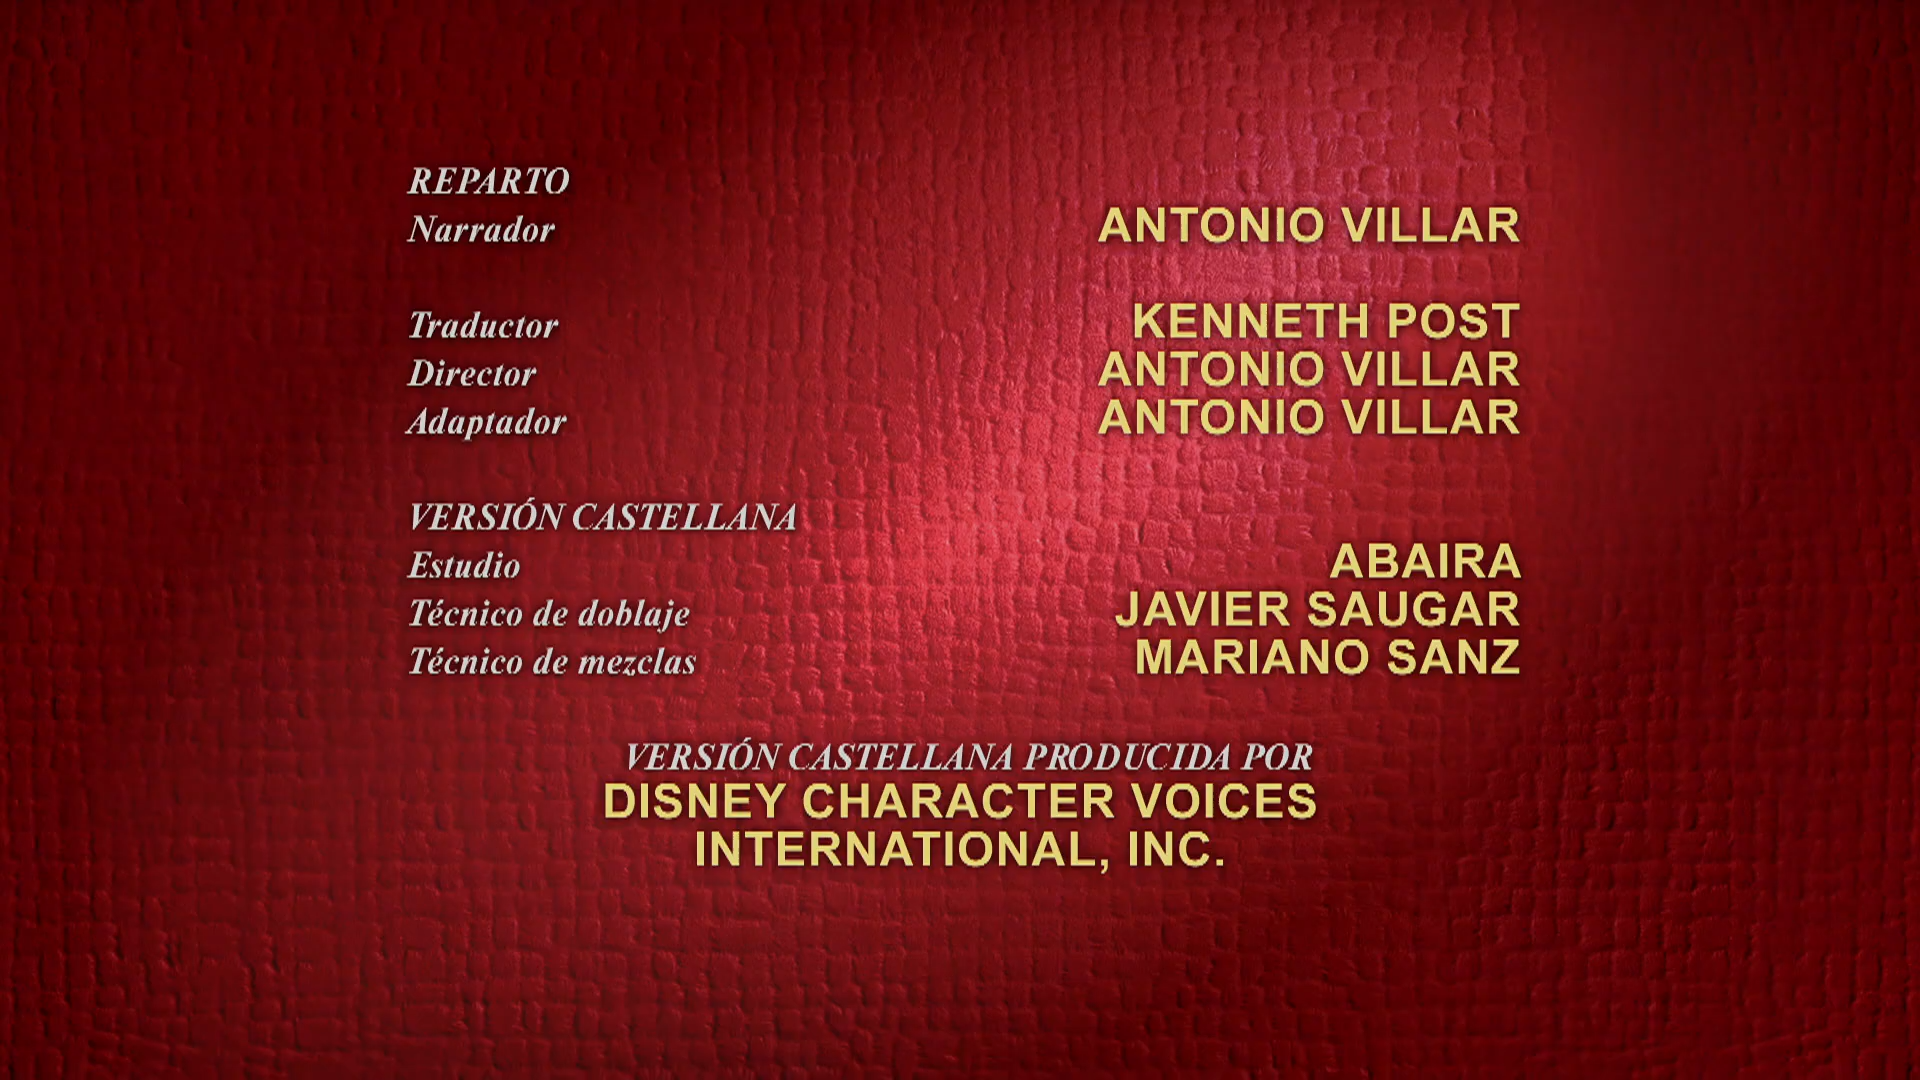 REPARTO
Narrador ANTONIO VILLAR
Traductor KENNETH POST
Director ANTONIO VILLAR
Adaptador ANTONIO VILLAR
VERSIÓN CASTELLANA
Estudio ABAIRA
Técnico de doblaje JAVIER SAUGAR
Técnico de mezclas MARIANO SANZ
VERSIÓN CASTELLANA PRODUCIDA POR
DISNEY CHARACTER VOICES
INTERNATIONAL, INC.